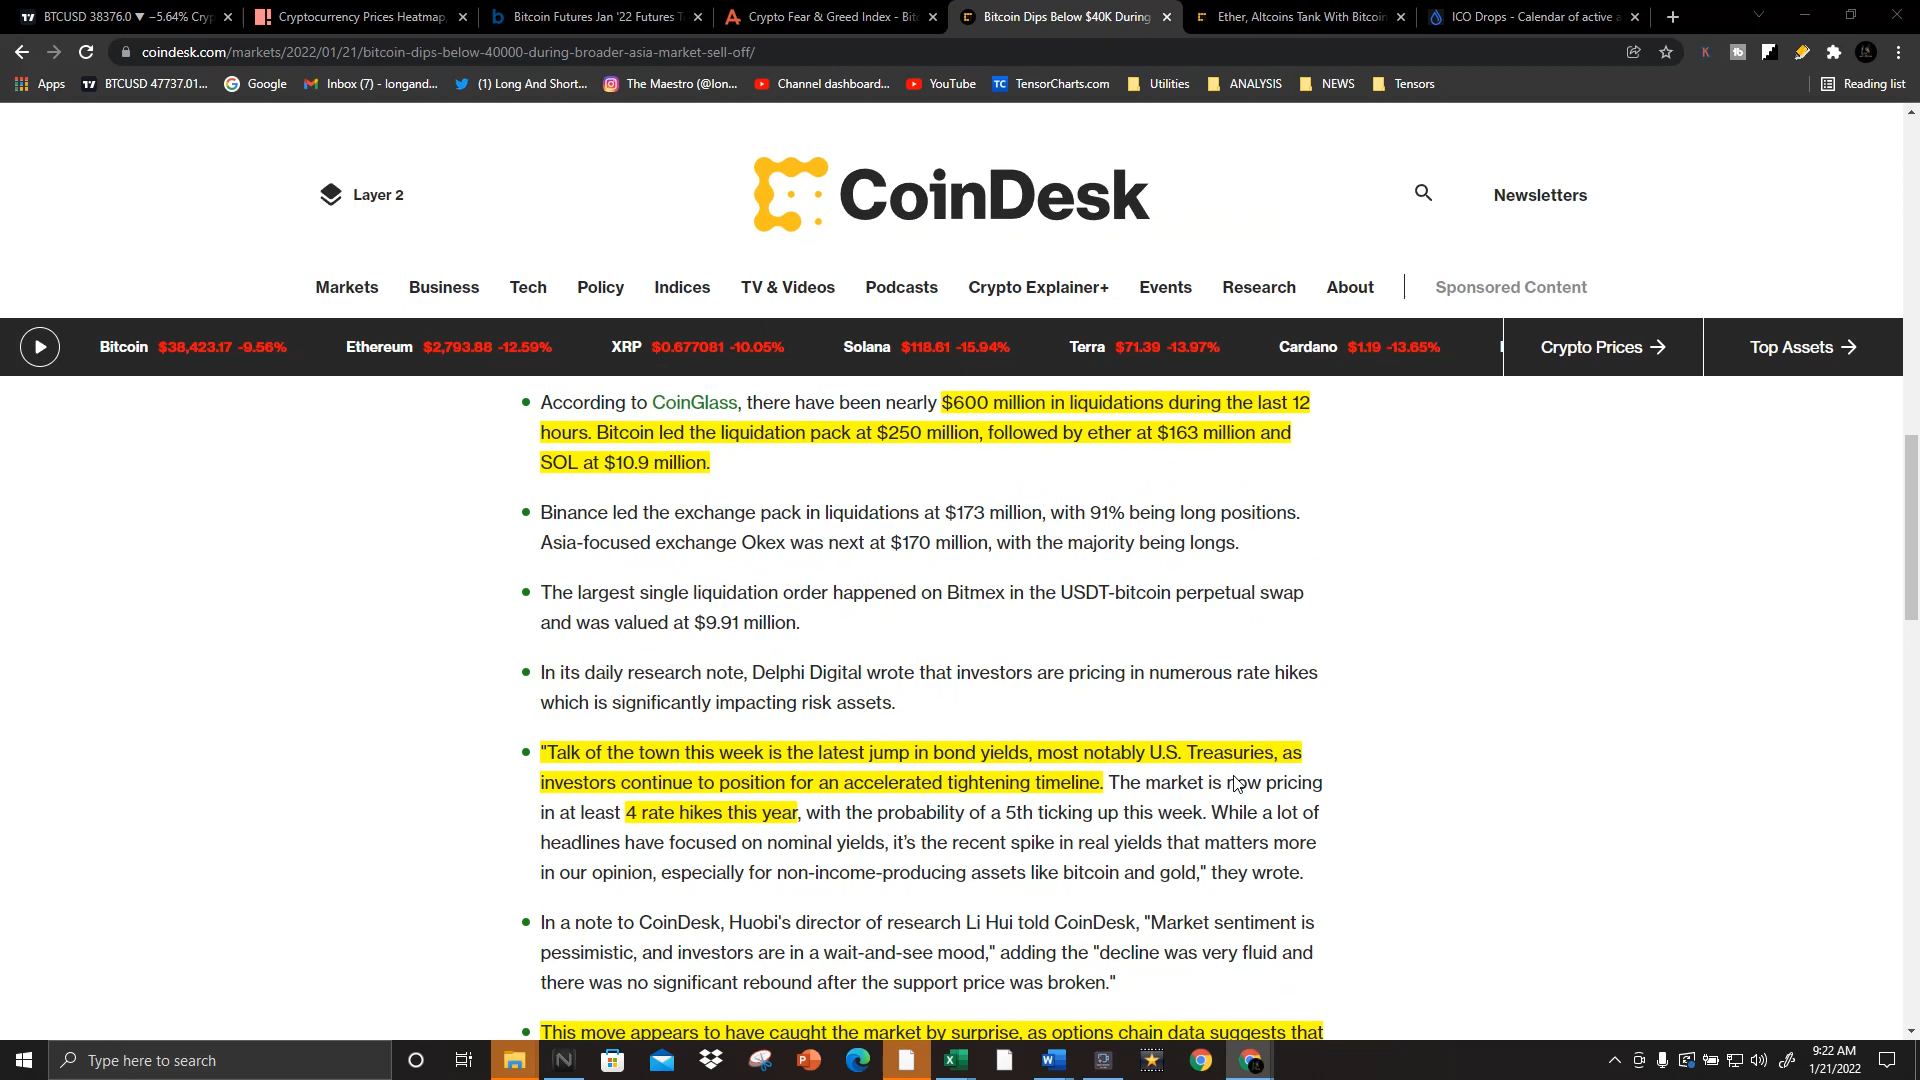 BTCUSD 38376.0 ▼ −5.64% Cryp
Cryptocurrency Prices Heatmap,
Bitcoin Futures Jan '22 Futures T
Crypto Fear & Greed Index - Bitc
Bitcoin Dips Below $40K During
Ether, Altcoins Tank With Bitcoin
ICO Drops - Calendar of active a
coindesk.com/markets/2022/01/21/bitcoin-dips-below-40000-during-broader-asia-market-sell-off/
Apps
BTCUSD 47737.01...
Google
Inbox (7) - longand...
(1) Long And Short...
The Maestro (@lon...
Channel dashboard...
YouTube
TensorCharts.com
Utilities
ANALYSIS
NEWS
Tensors
Reading list
Layer 2
CoinDesk
Newsletters
Markets
Business
Tech
Policy
Indices
TV & Videos
Podcasts
Crypto Explainer+
Events
Research
About
Sponsored Content
Bitcoin $38,423.17 -9.56%
Ethereum $2,793.88 -12.59%
XRP $0.677081 -10.05%
Solana $118.61 -15.94%
Terra $71.39 -13.97%
Cardano $1.19 -13.65%
Crypto Prices →
Top Assets →
According to CoinGlass, there have been nearly $600 million in liquidations during the last 12
hours. Bitcoin led the liquidation pack at $250 million, followed by ether at $163 million and
SOL at $10.9 million.
Binance led the exchange pack in liquidations at $173 million, with 91% being long positions.
Asia-focused exchange Okex was next at $170 million, with the majority being longs.
The largest single liquidation order happened on Bitmex in the USDT-bitcoin perpetual swap
and was valued at $9.91 million.
In its daily research note, Delphi Digital wrote that investors are pricing in numerous rate hikes
which is significantly impacting risk assets.
"Talk of the town this week is the latest jump in bond yields, most notably U.S. Treasuries, as
investors continue to position for an accelerated tightening timeline. The market is now pricing
in at least 4 rate hikes this year, with the probability of a 5th ticking up this week. While a lot of
headlines have focused on nominal yields, it's the recent spike in real yields that matters more
in our opinion, especially for non-income-producing assets like bitcoin and gold," they wrote.
In a note to CoinDesk, Huobi's director of research Li Hui told CoinDesk, "Market sentiment is
pessimistic, and investors are in a wait-and-see mood," adding the "decline was very fluid and
there was no significant rebound after the support price was broken."
This move appears to have caught the market by surprise, as options chain data suggests that
Type here to search
9:22 AM
1/21/2022